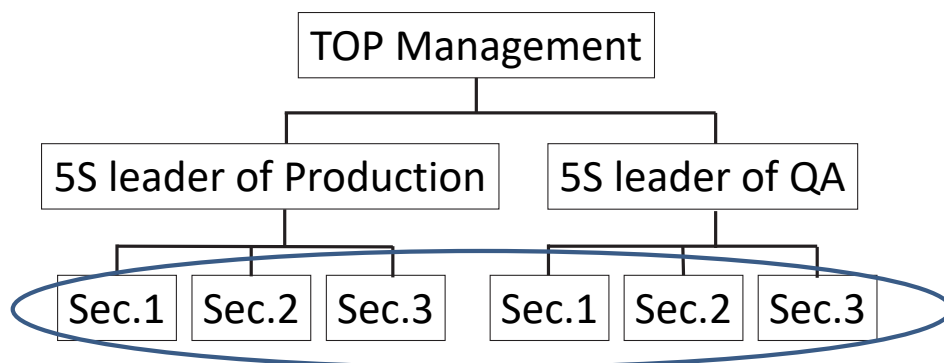 TOP Management
5S leader of Production
5S leader of QA
Sec.1
Sec.2
Sec.3
Sec.1
Sec.2
Sec.3